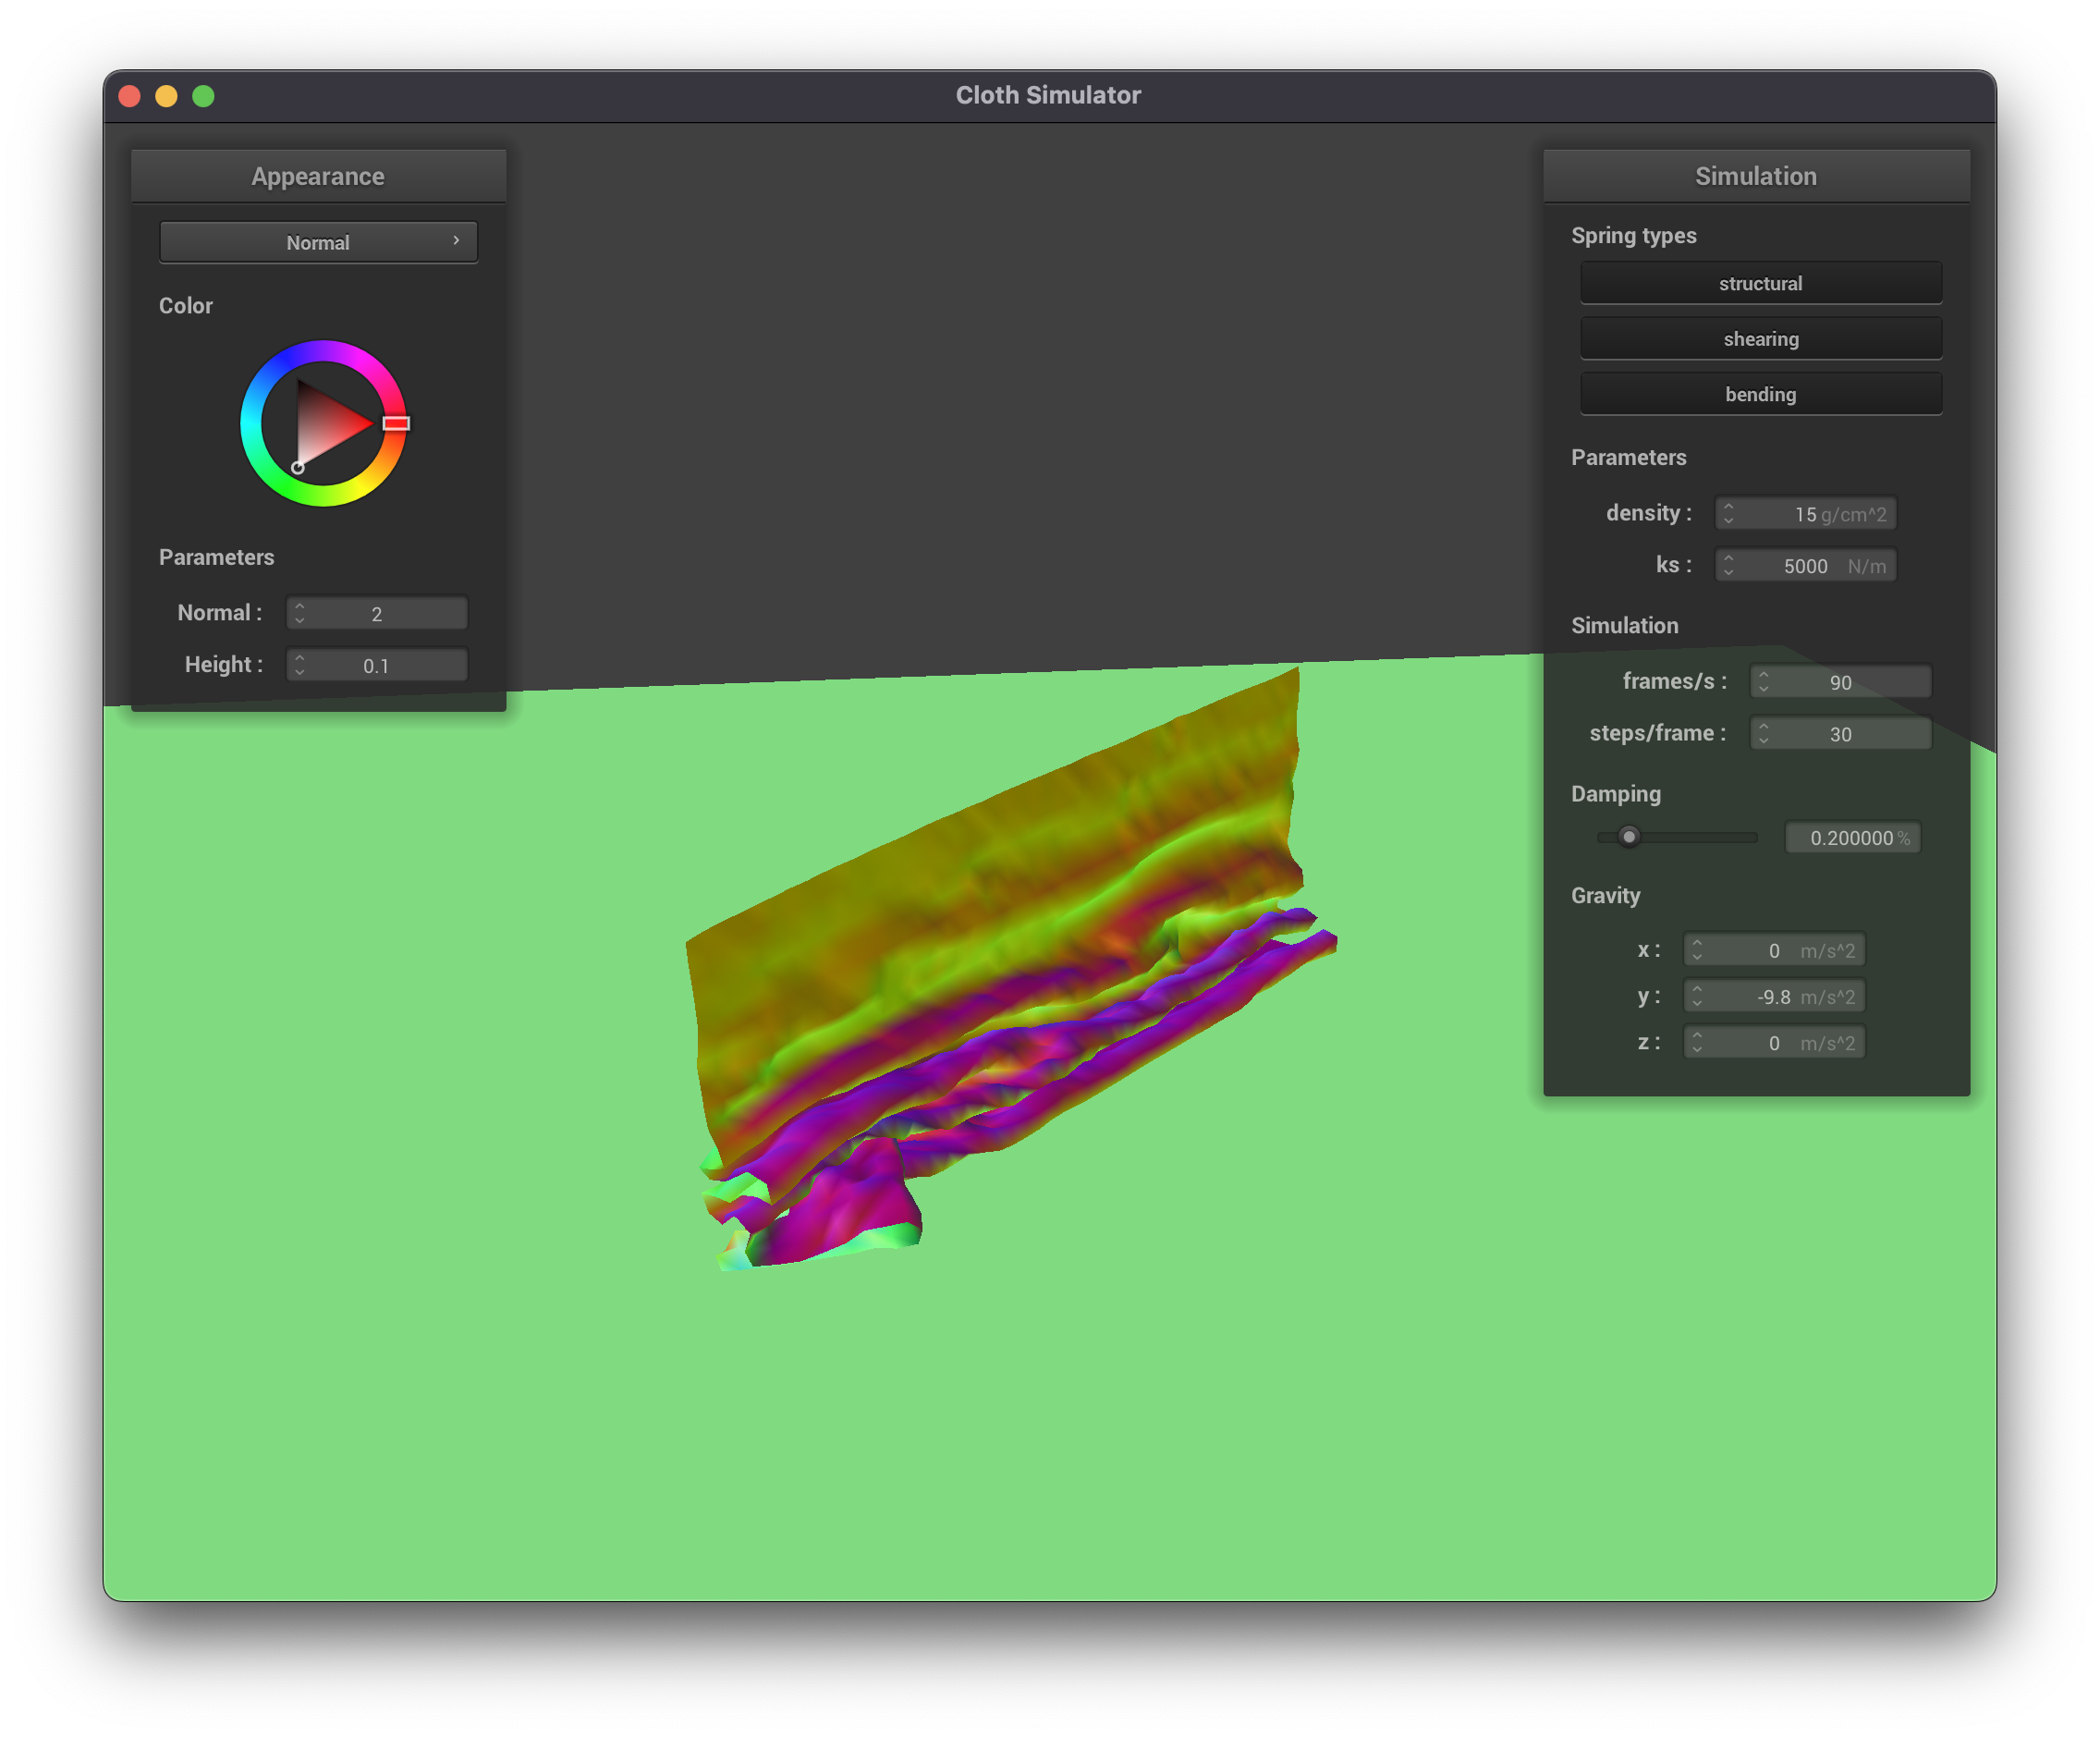 Cloth Simulator
Appearance
Normal
Color
Parameters
Normal : 2
Height : 0.1
Simulation
Spring types
structural
shearing
bending
Parameters
density : 15 g/cm^2
ks : 5000 N/m
Simulation
frames/s : 90
steps/frame : 30
Damping
0.200000 %
Gravity
x : 0 m/s^2
y : -9.8 m/s^2
z : 0 m/s^2